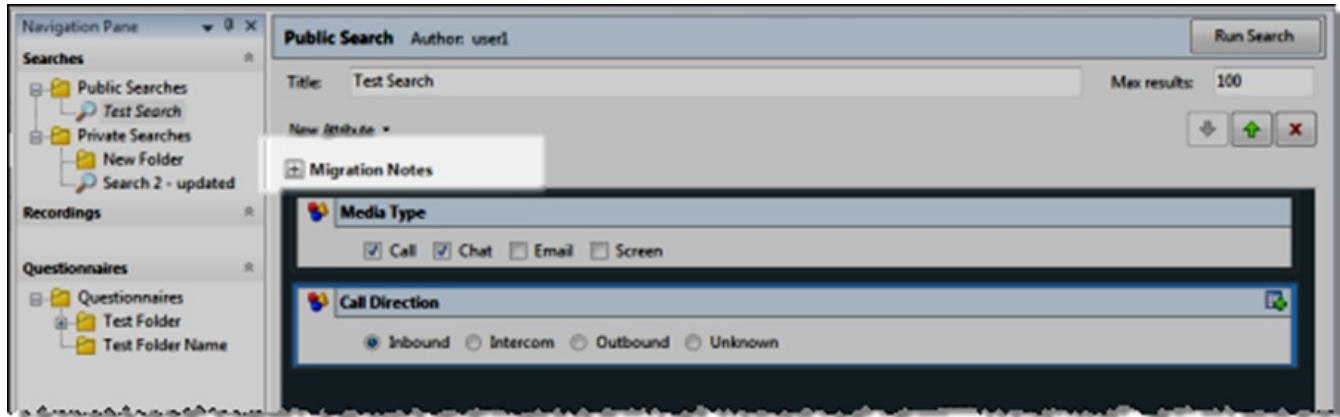 Navigation Pane
Searches
Public Searches
Test Search
Private Searches
New Folder
Search 2 - updated
Recordings
Questionnaires
Questionnaires
Test Folder
Test Folder Name
Public Search Author: user1 Run Search
Title: Test Search Max results: 100
New Attribute
Migration Notes
Media Type
Call Chat Email Screen
Call Direction
Inbound Intercom Outbound Unknown